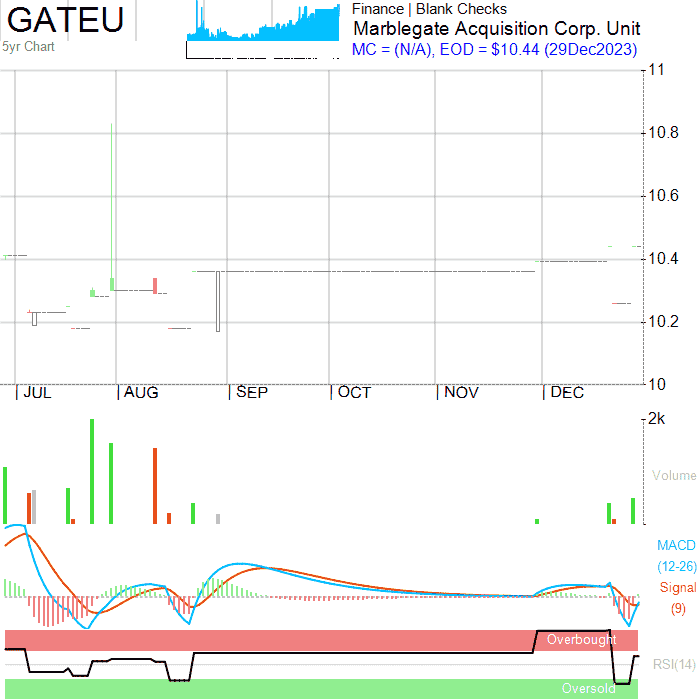 GATEU
5yr Chart
Finance | Blank Checks
Marblegate Acquisition Corp. Unit
MC = (N/A), EOD = $10.44 (29Dec2023)
11
10.8
10.6
10.4
10.2
10
JUL AUG SEP OCT NOV DEC
2k
Volume
MACD
(12-26)
Signal
(9)
Overbought
RSI(14)
Oversold